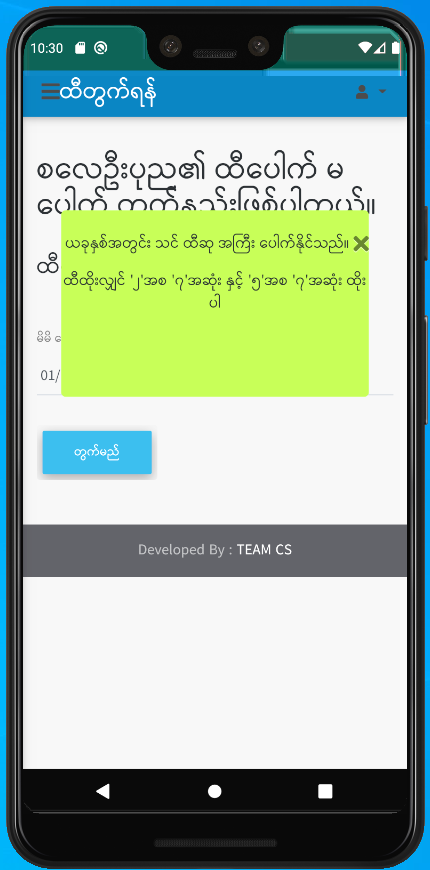 10:30
ထီတွက်ရန်
စလေဦးပုည၏ ထီပေါက် မ
ပေါက် တွက်နည်းဖြစ်ပါတယ်။
ယခုနှစ်အတွင်း သင် ထီဆု အကြီး ပေါက်နိုင်သည်။
ထီ
ထီထိုးလျှင် '၂'အစ '၇'အဆုံး နှင့် '၅'အစ '၇'အဆုံး ထိုး
ပါ
မိမိ
01/
တွက်မည်
Developed By : TEAM CS